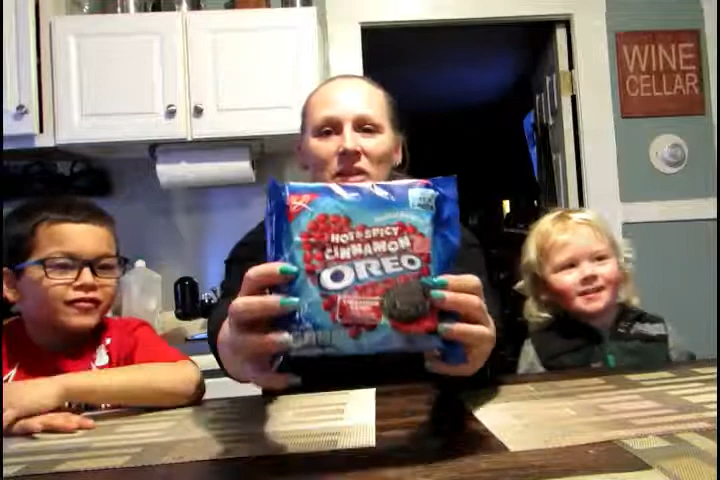 WINE
CELLAR
HOT & SPICY
CINNAMON
OREO